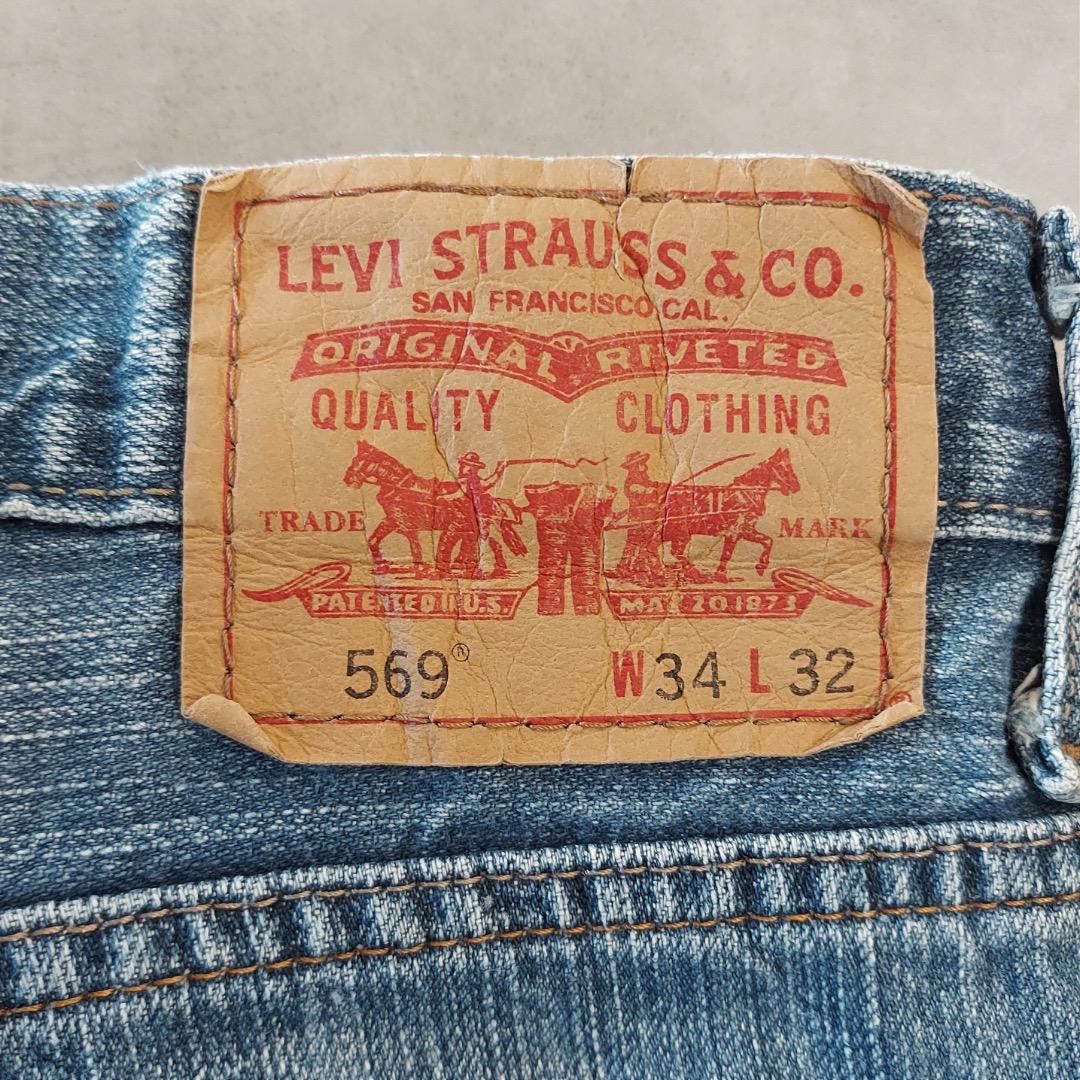 LEVI STRAUSS & CO.
SAN FRANCISCO, CAL.
ORIGINAL RIVETED
QUALITY CLOTHING
TRADE MARK
PATENTED IN U.S. MAY 20 1873
569® W34 L32
®